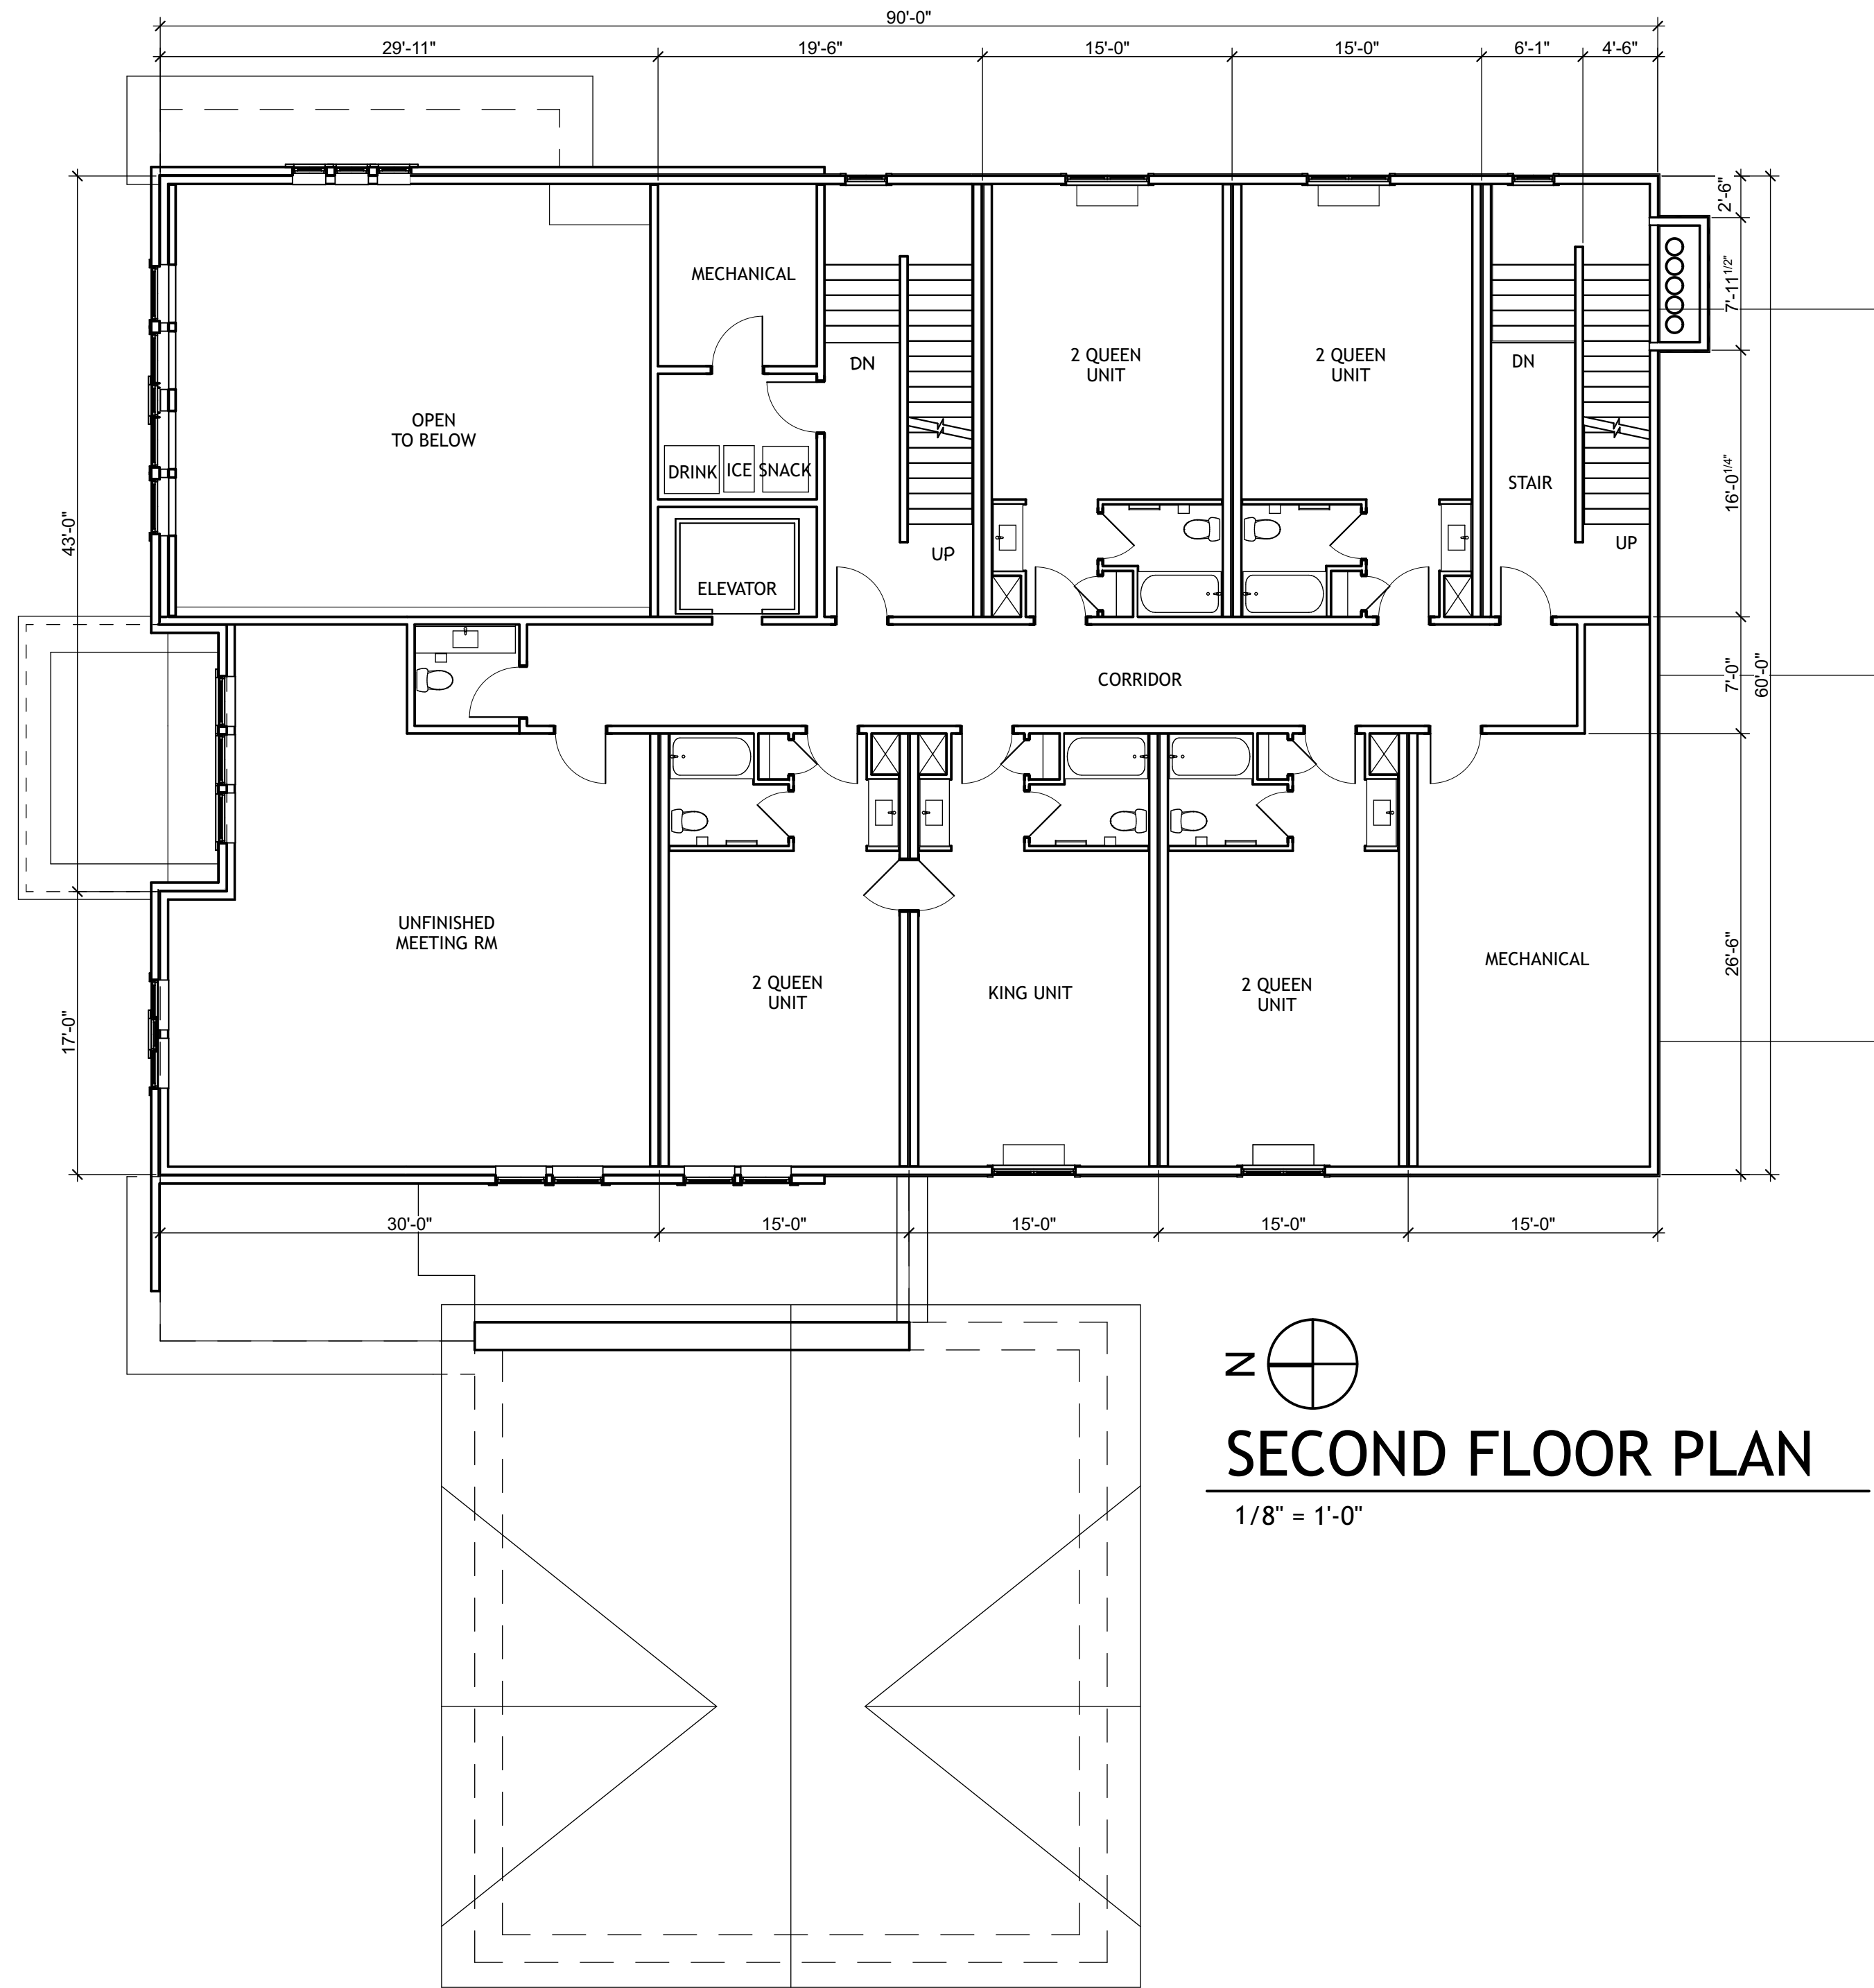 90'-0"
29'-11"
19'-6"
15'-0"
15'-0"
6'-1"
4'-6"
2'-6"
7'-11 1/2"
16'-0 1/4"
7'-0"
60'-0"
26'-6"
43'-0"
17'-0"
MECHANICAL
DN
2 QUEEN
UNIT
2 QUEEN
UNIT
DN
OPEN
TO BELOW
DRINK
ICE
SNACK
STAIR
UP
UP
ELEVATOR
CORRIDOR
UNFINISHED
MEETING RM
2 QUEEN
UNIT
KING UNIT
2 QUEEN
UNIT
MECHANICAL
30'-0"
15'-0"
15'-0"
15'-0"
15'-0"
N
SECOND FLOOR PLAN
1/8" = 1'-0"